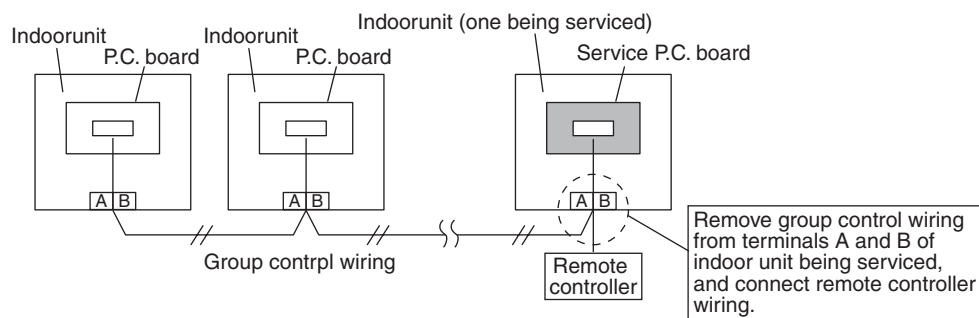 Indoorunit
P.C. board
Indoorunit
P.C. board
Indoorunit (one being serviced)
Service P.C. board
A B
A B
A B
Group contrpl wiring
Remote
controller
Remove group control wiring
from terminals A and B of
indoor unit being serviced,
and connect remote controller
wiring.